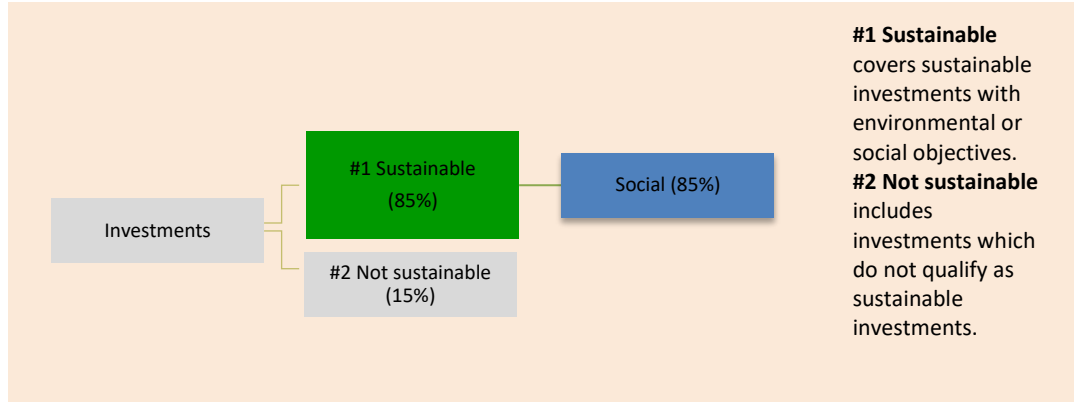 Investments
#1 Sustainable
(85%)
#2 Not sustainable
(15%)
Social (85%)
#1 Sustainable
covers sustainable
investments with
environmental or
social objectives.
#2 Not sustainable
includes
investments which
do not qualify as
sustainable
investments.